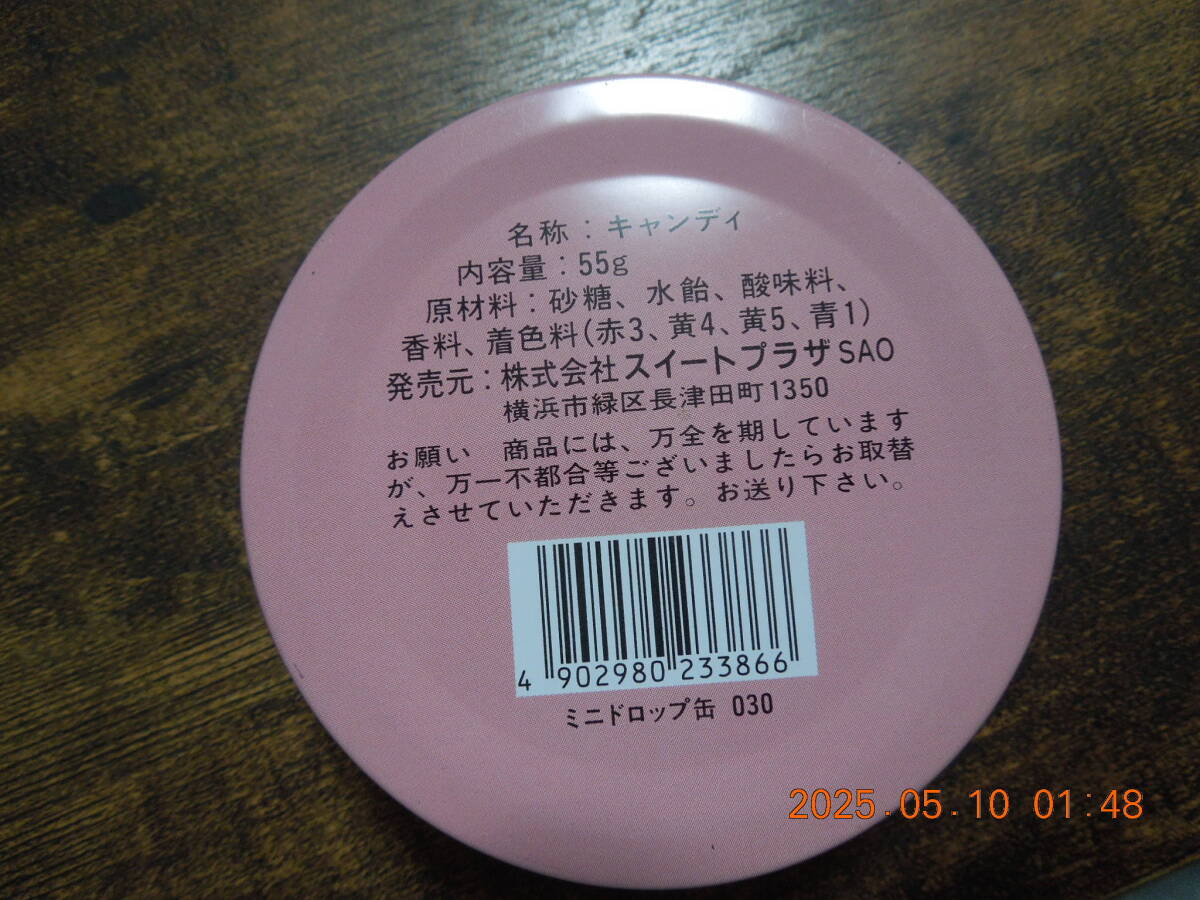 名称：キャンディ
内容量：55g
原材料：砂糖、水飴、酸味料、
香料、着色料(赤3、黄4、黄5、青1)
発売元：株式会社スイートプラザSAO
横浜市緑区長津田町1350
お願い 商品には、万全を期しています
が、万一不都合等ございましたらお取替
えさせていただきます。お送り下さい。
4 902980 233866
ミニドロップ缶 030
2025.05.10 01:48